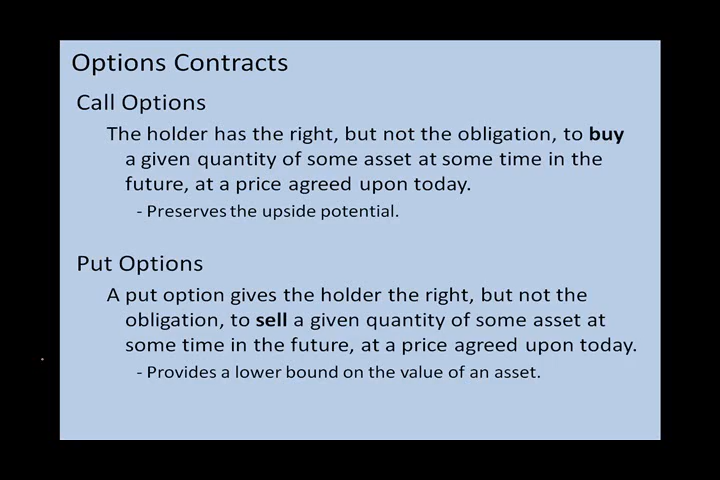 Options Contracts
Call Options
The holder has the right, but not the obligation, to buy
a given quantity of some asset at some time in the
future, at a price agreed upon today.
- Preserves the upside potential.
Put Options
A put option gives the holder the right, but not the
obligation, to sell a given quantity of some asset at
some time in the future, at a price agreed upon today.
- Provides a lower bound on the value of an asset.